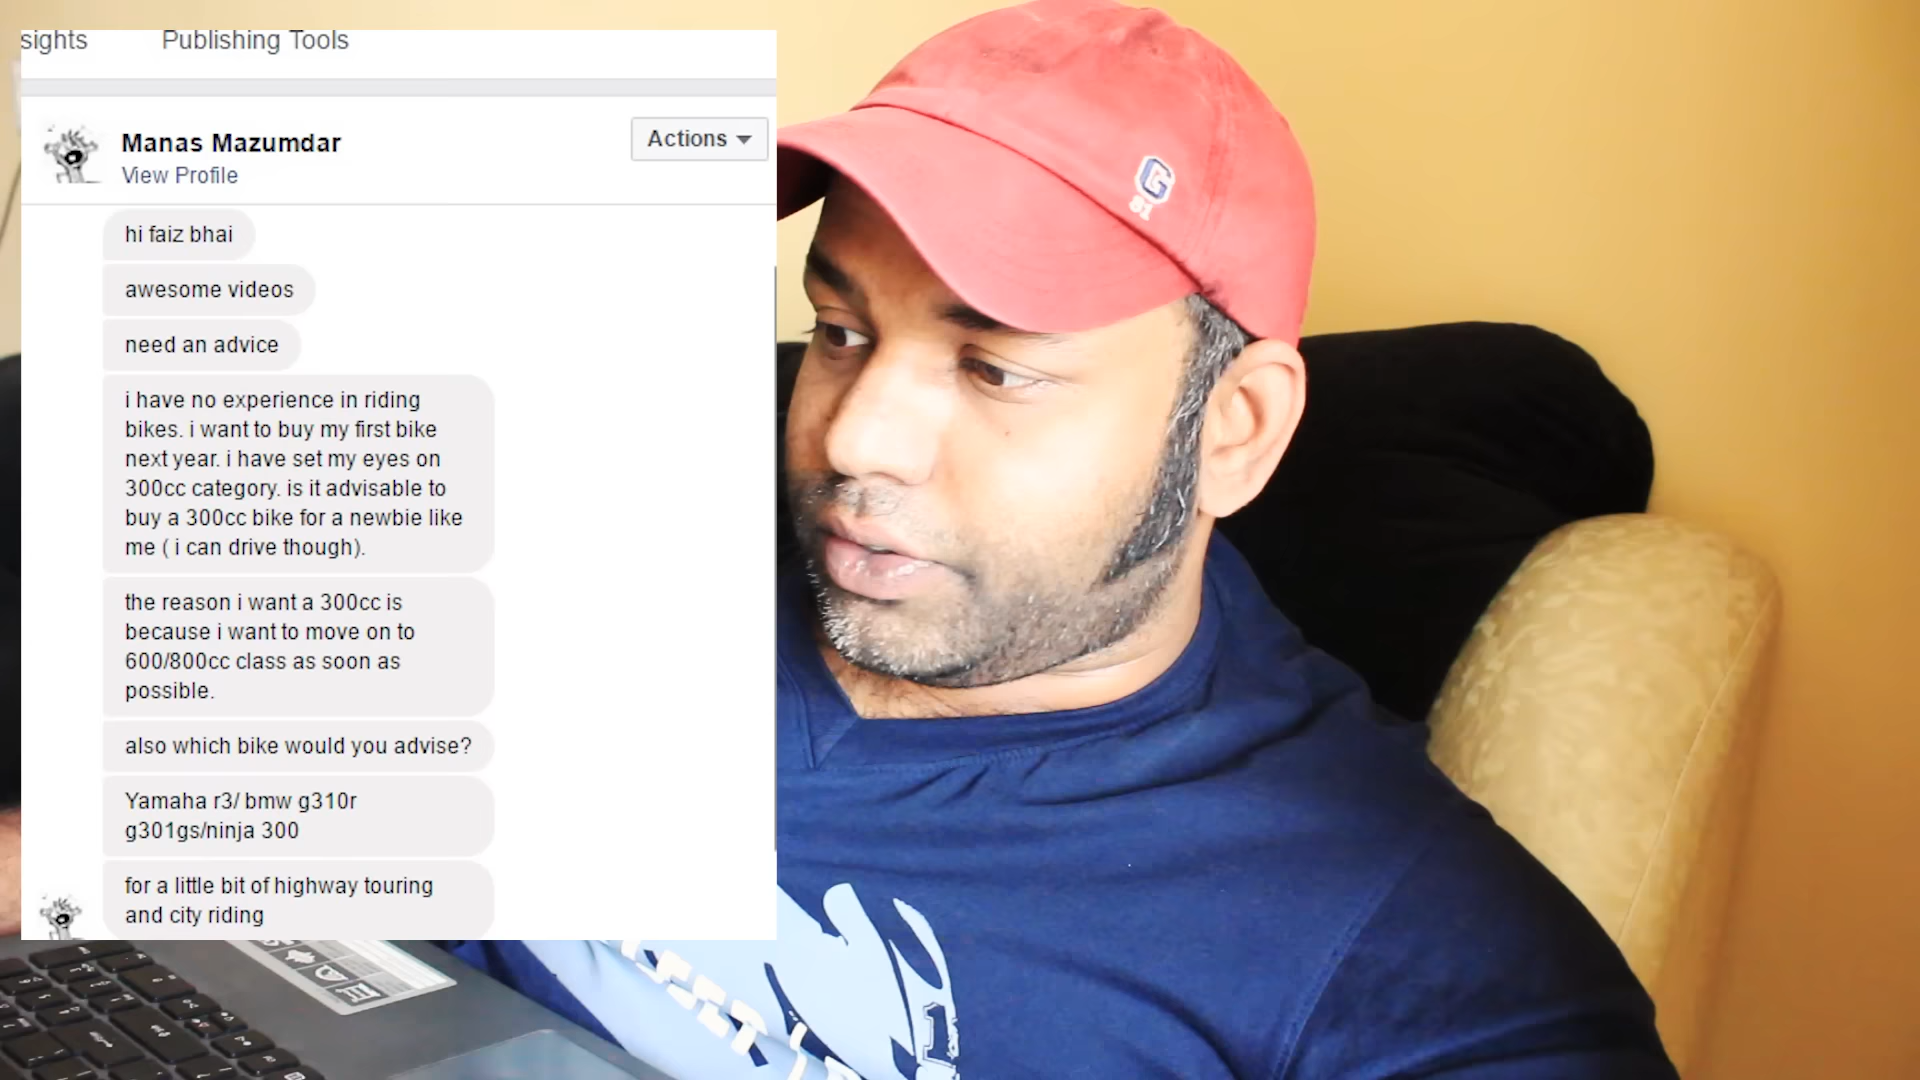 sights Publishing Tools
Manas Mazumdar
View Profile
Actions
hi faiz bhai
awesome videos
need an advice
i have no experience in riding
bikes. i want to buy my first bike
next year. i have set my eyes on
300cc category. is it advisable to
buy a 300cc bike for a newbie like
me ( i can drive though).
the reason i want a 300cc is
because i want to move on to
600/800cc class as soon as
possible.
also which bike would you advise?
Yamaha r3/ bmw g310r
g301gs/ninja 300
for a little bit of highway touring
and city riding
G
81